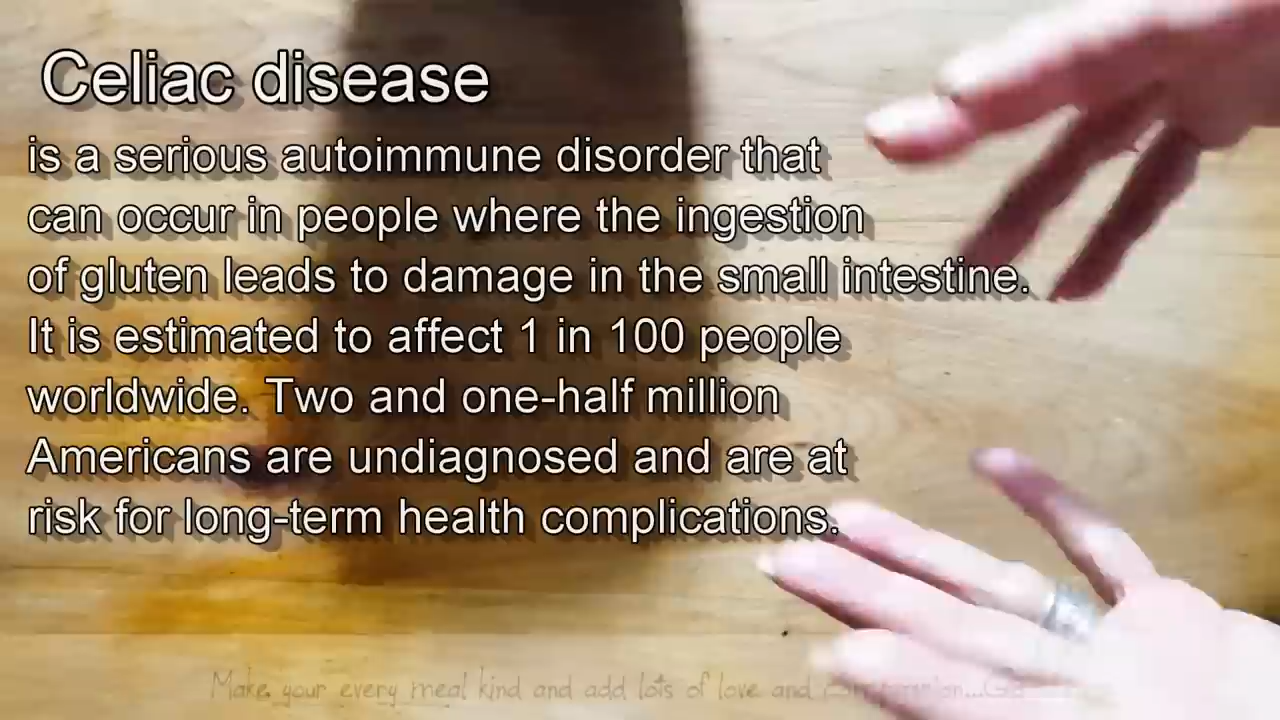 Celiac disease
is a serious autoimmune disorder that
can occur in people where the ingestion
of gluten leads to damage in the small intestine.
It is estimated to affect 1 in 100 people
worldwide. Two and one-half million
Americans are undiagnosed and are at
risk for long-term health complications.
Make your every meal kind and add lots of love and